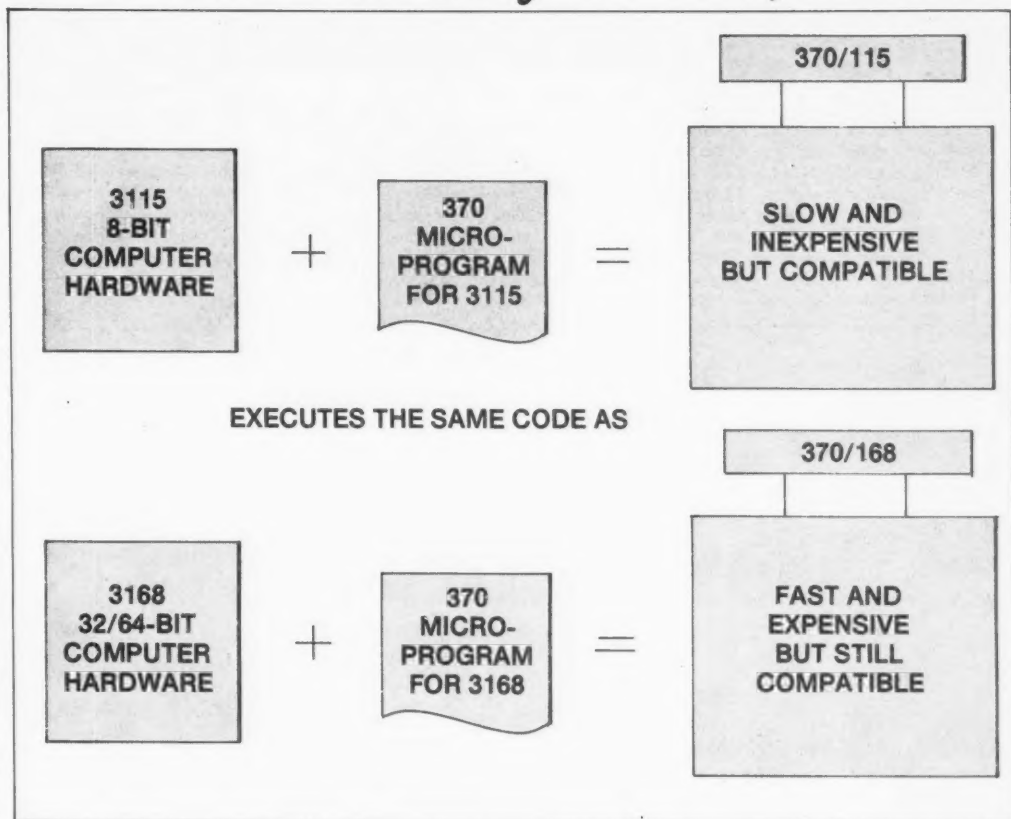 370/115
3115
8-BIT
COMPUTER
HARDWARE
+
370
MICRO-
PROGRAM
FOR 3115
=
SLOW AND
INEXPENSIVE
BUT COMPATIBLE
EXECUTES THE SAME CODE AS
370/168
3168
32/64-BIT
COMPUTER
HARDWARE
+
370
MICRO-
PROGRAM
FOR 3168
=
FAST AND
EXPENSIVE
BUT STILL
COMPATIBLE